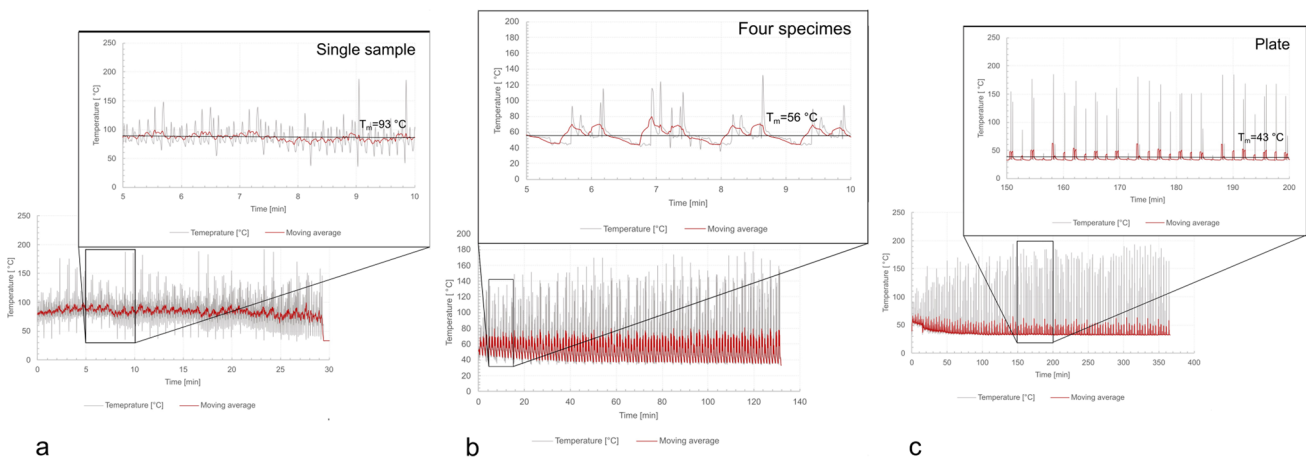 Single sample
250
200
150
100
50
0
Temperature [ °C]
T_m=93 °C
5 6 7 8 9 10
Time [min]
Temeprature [°C] Moving average
250
200
150
100
50
0
Temperature [ °C]
0 5 10 15 20 25 30
Time [min]
Temeprature [°C] Moving average
a
Four specimes
200
180
160
140
120
100
80
60
40
20
0
Temperature [ °C]
T_m=56 °C
5 6 7 8 9 10
Time [min]
Temperature [°C] Moving average
200
180
160
140
120
100
80
60
40
20
0
Temperature [ °C]
0 20 40 60 80 100 120 140
Time [min]
Temperature [°C] Moving average
b
Plate
250
200
150
100
50
0
Temperature [ °C]
T_m=43 °C
150 160 170 180 190 200
Time [min]
Temperature [°C] Moving average
250
200
150
100
50
0
Temperature [ °C]
0 50 100 150 200 250 300 350 400
Time [min]
Temperature [°C] Moving average
c